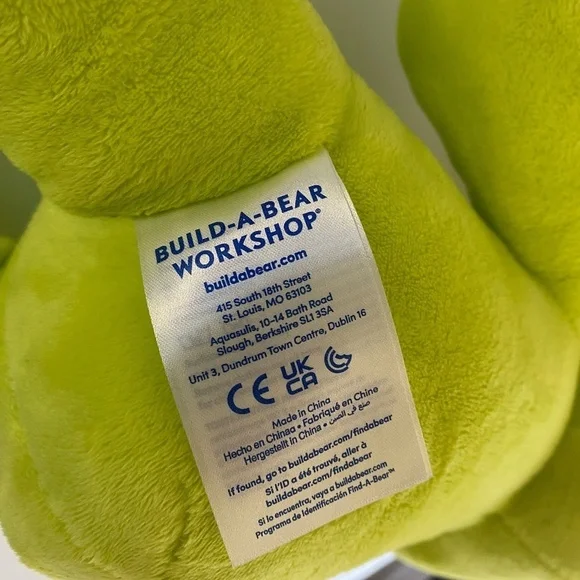 BUILD-A-BEAR
WORKSHOP®
buildabear.com
415 South 18th Street
St. Louis, MO 63103
Aquasulis, 10-14 Bath Road
Slough, Berkshire SL1 3SA
Unit 3, Dundrum Town Centre, Dublin 16
CE UK
CA
Made in China
Hecho en Chinaa • Fabriqué en Chine
Hergestellt in China • صنع في الصين
If found, go to buildabear.com/findabear
Si l'ID a été trouvé, aller à
buildabear.com/findabear
Si lo encuentra, vaya a buildabear.com
Programa de Identificación Find-A-Bear™